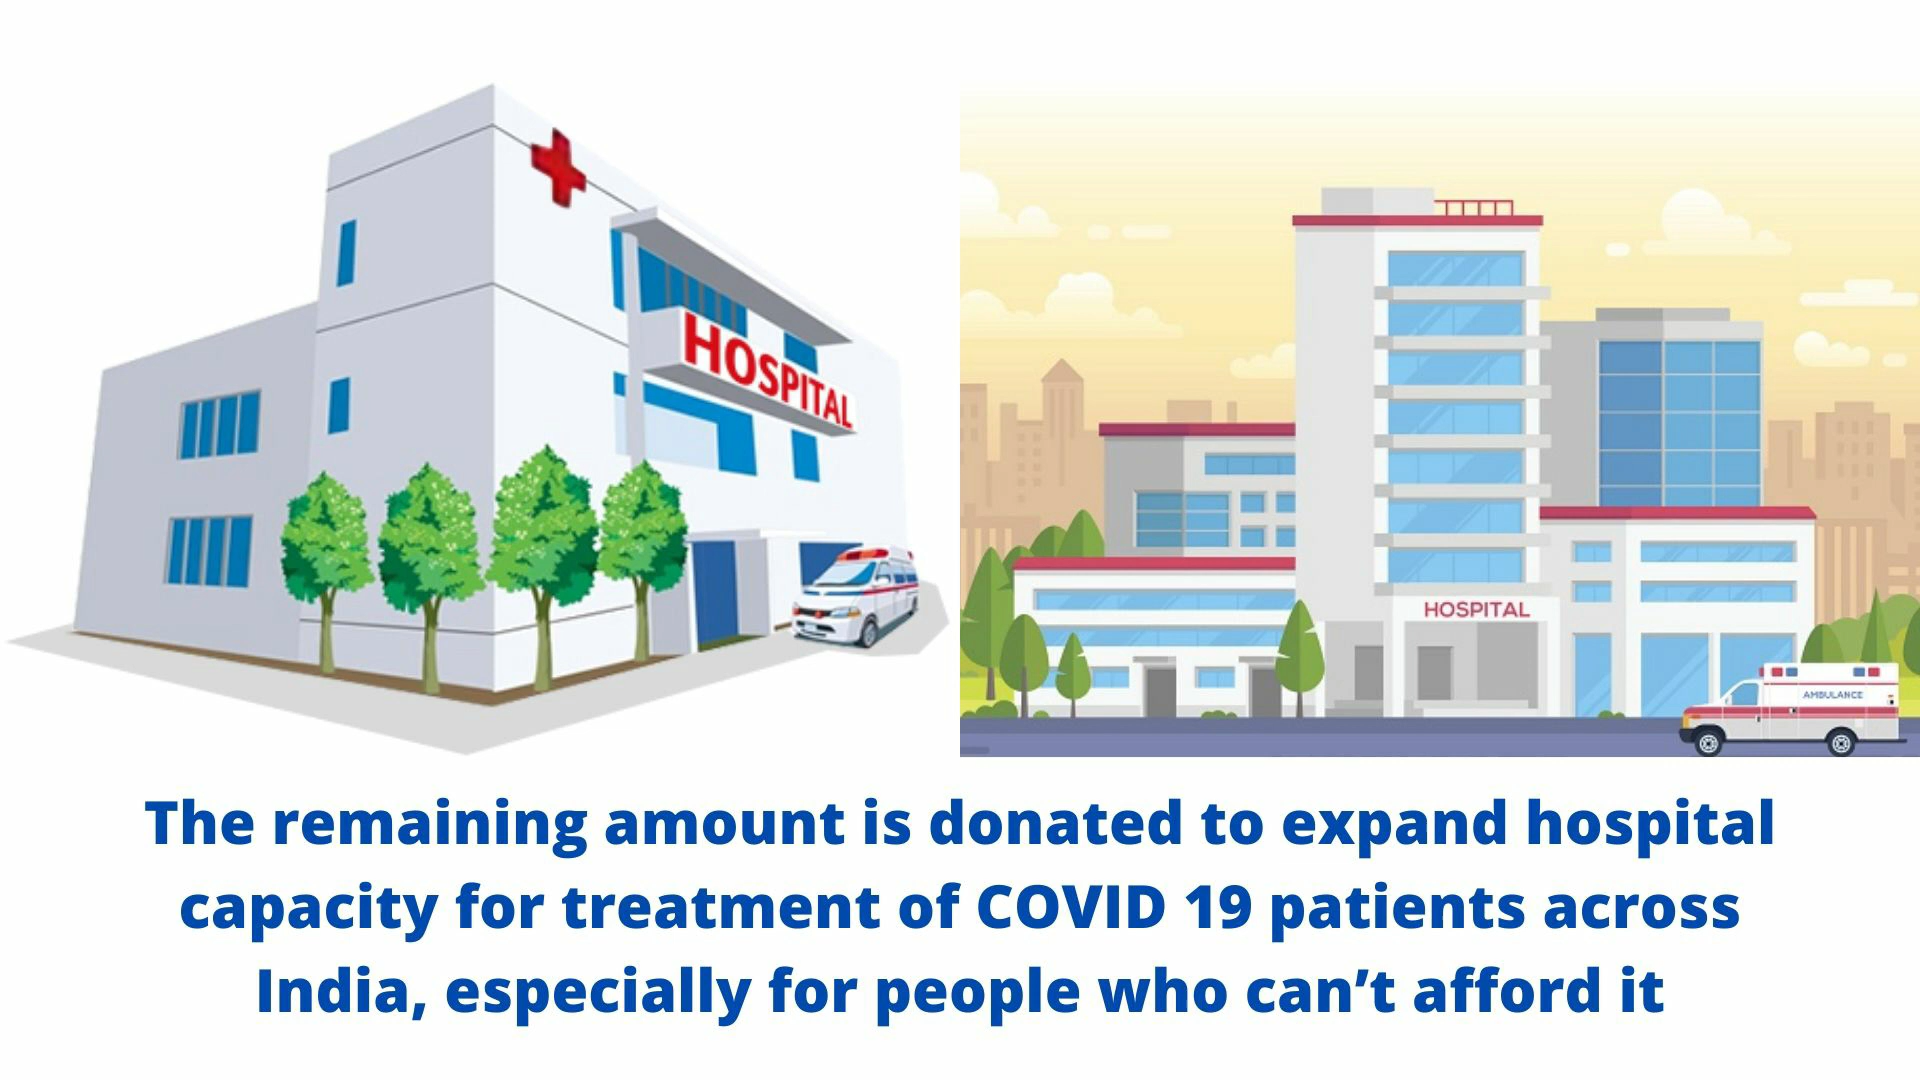 HOSPITAL
HOSPITAL
AMBULANCE
The remaining amount is donated to expand hospital
capacity for treatment of COVID 19 patients across
India, especially for people who can’t afford it